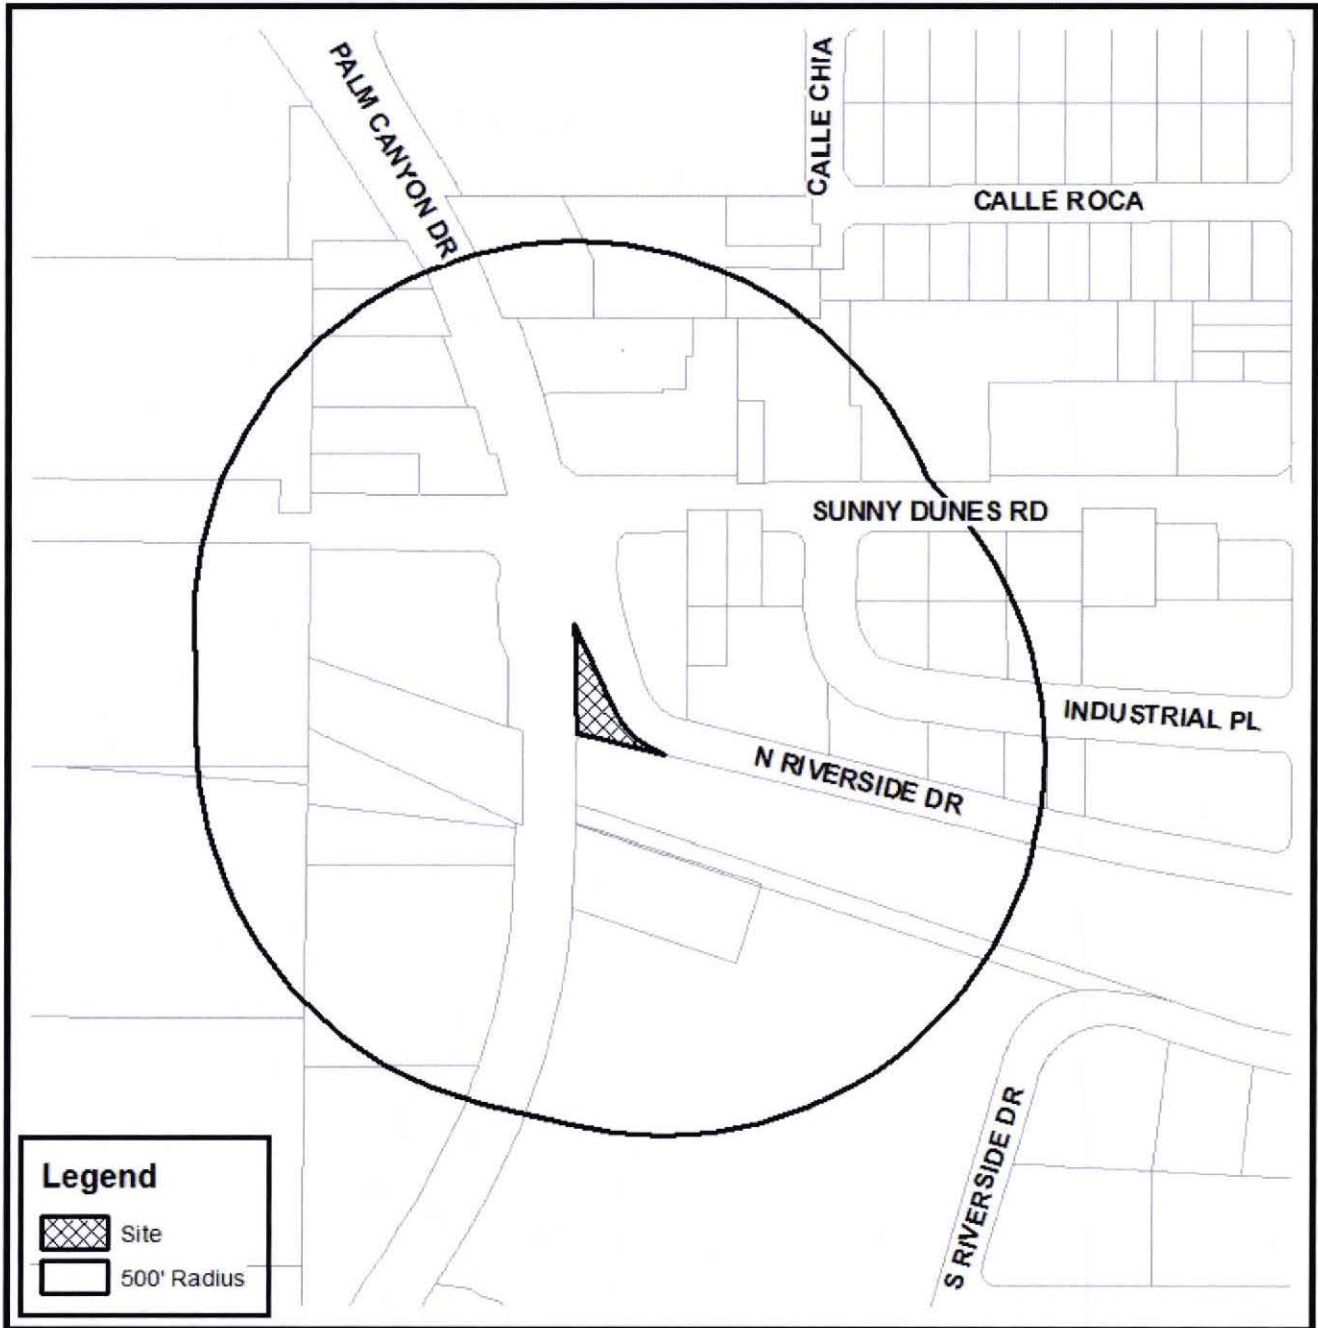 PALM CANYON DR
CALLE CHIA
CALLE ROCA
SUNNY DUNES RD
INDUSTRIAL PL
N RIVERSIDE DR
S RIVERSIDE DR
Legend
Site
500' Radius